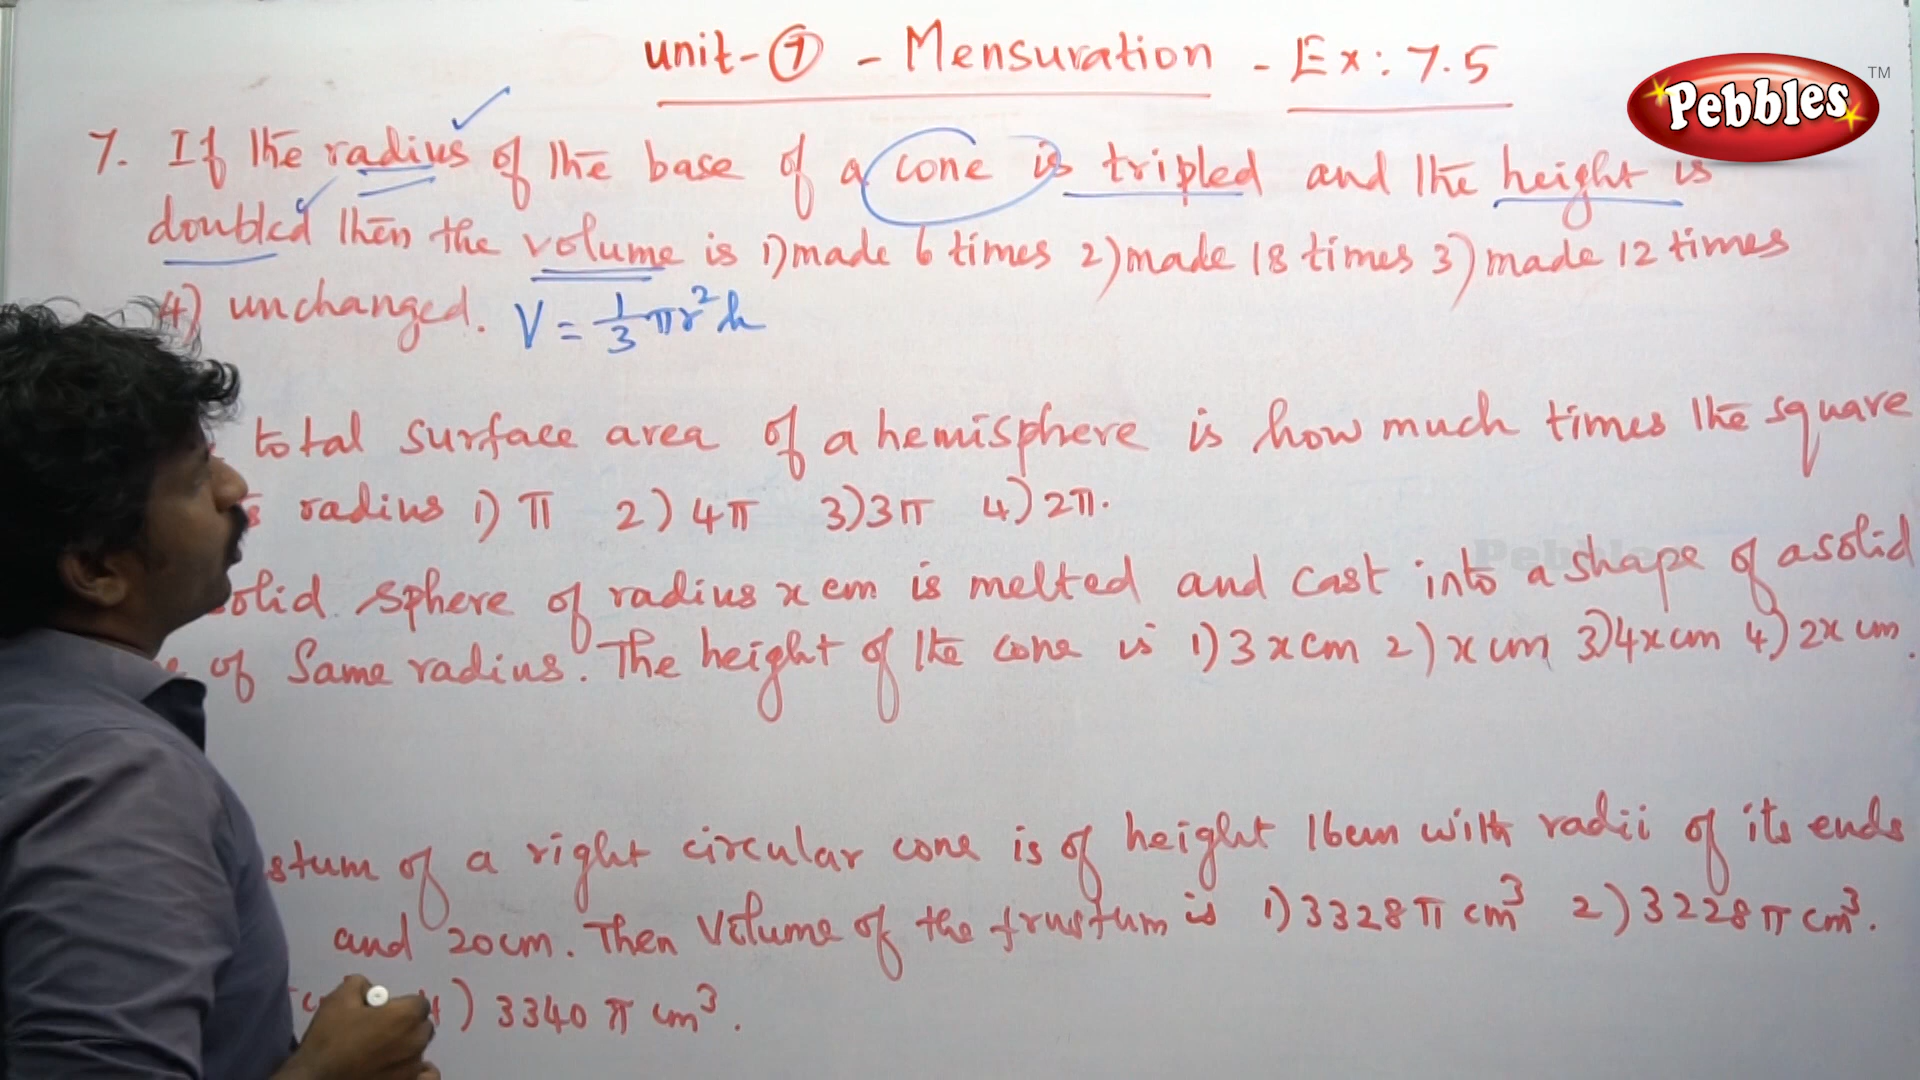 unit-⑦ - Mensuration - Ex: 7.5
Pebbles TM
7. If the radius of the base of a cone is tripled and the height is
doubled then the volume is 1) made 6 times 2) made 18 times 3) made 12 times
4) unchanged. V = 1/3 πr²h
total surface area of a hemisphere is how much times the square
radius 1) π 2) 4π 3) 3π 4) 2π.
Pebbles
solid sphere of radius x cm is melted and cast into a shape of a solid
of same radius. The height of the cone is 1) 3x cm 2) x cm 3) 4x cm 4) 2x cm.
stum of a right circular cone is of height 16cm with radii of its ends
and 20cm. Then Volume of the frustum is 1) 3328π cm³ 2) 3228π cm³.
4) 3340π cm³.